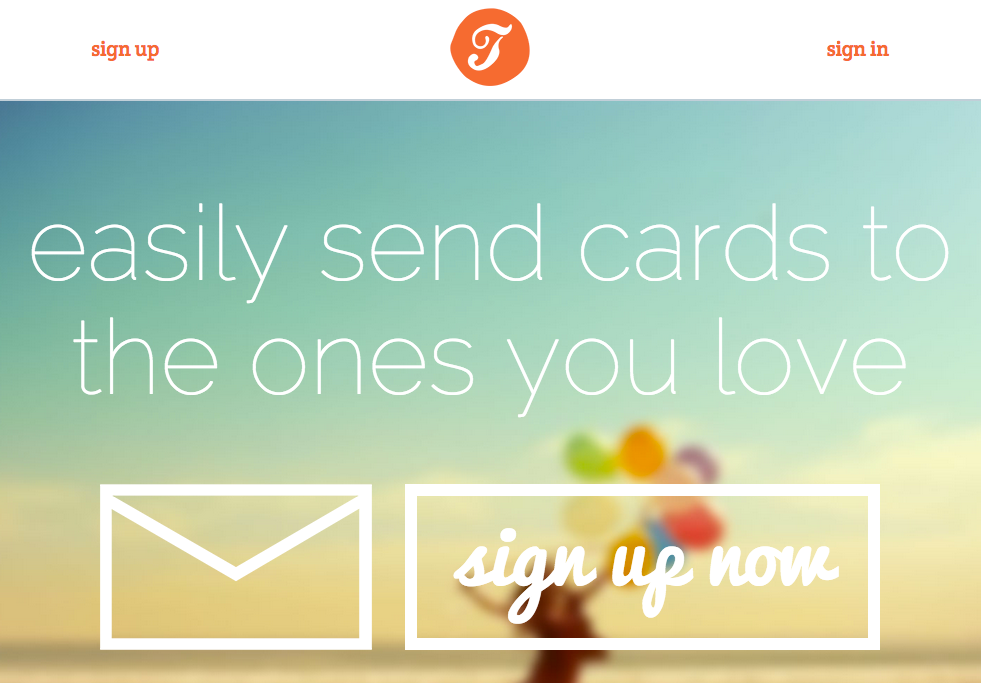 sign up
T
sign in
easily send cards to
the ones you love
sign up now